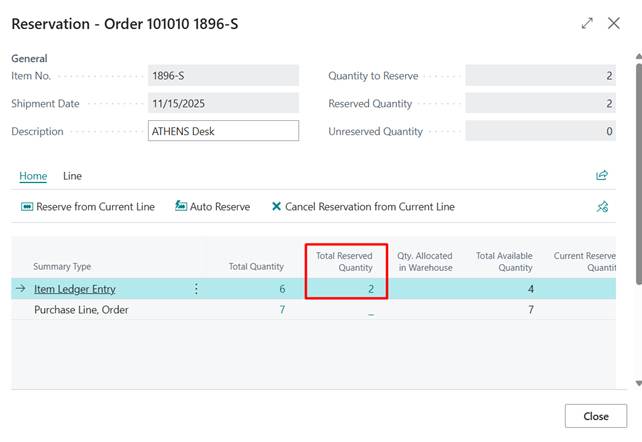 Reservation - Order 101010 1896-S
General
Item No. 1896-S Quantity to Reserve 2
Shipment Date 11/15/2025 Reserved Quantity 2
Description ATHENS Desk Unreserved Quantity 0
Home Line
Reserve from Current Line Auto Reserve Cancel Reservation from Current Line
Total Reserved Qty. Allocated Total Available Current Reserve
Summary Type Total Quantity Quantity in Warehouse Quantity Quantit
Item Ledger Entry 6 2 4
Purchase Line, Order 7 _ 7
Close